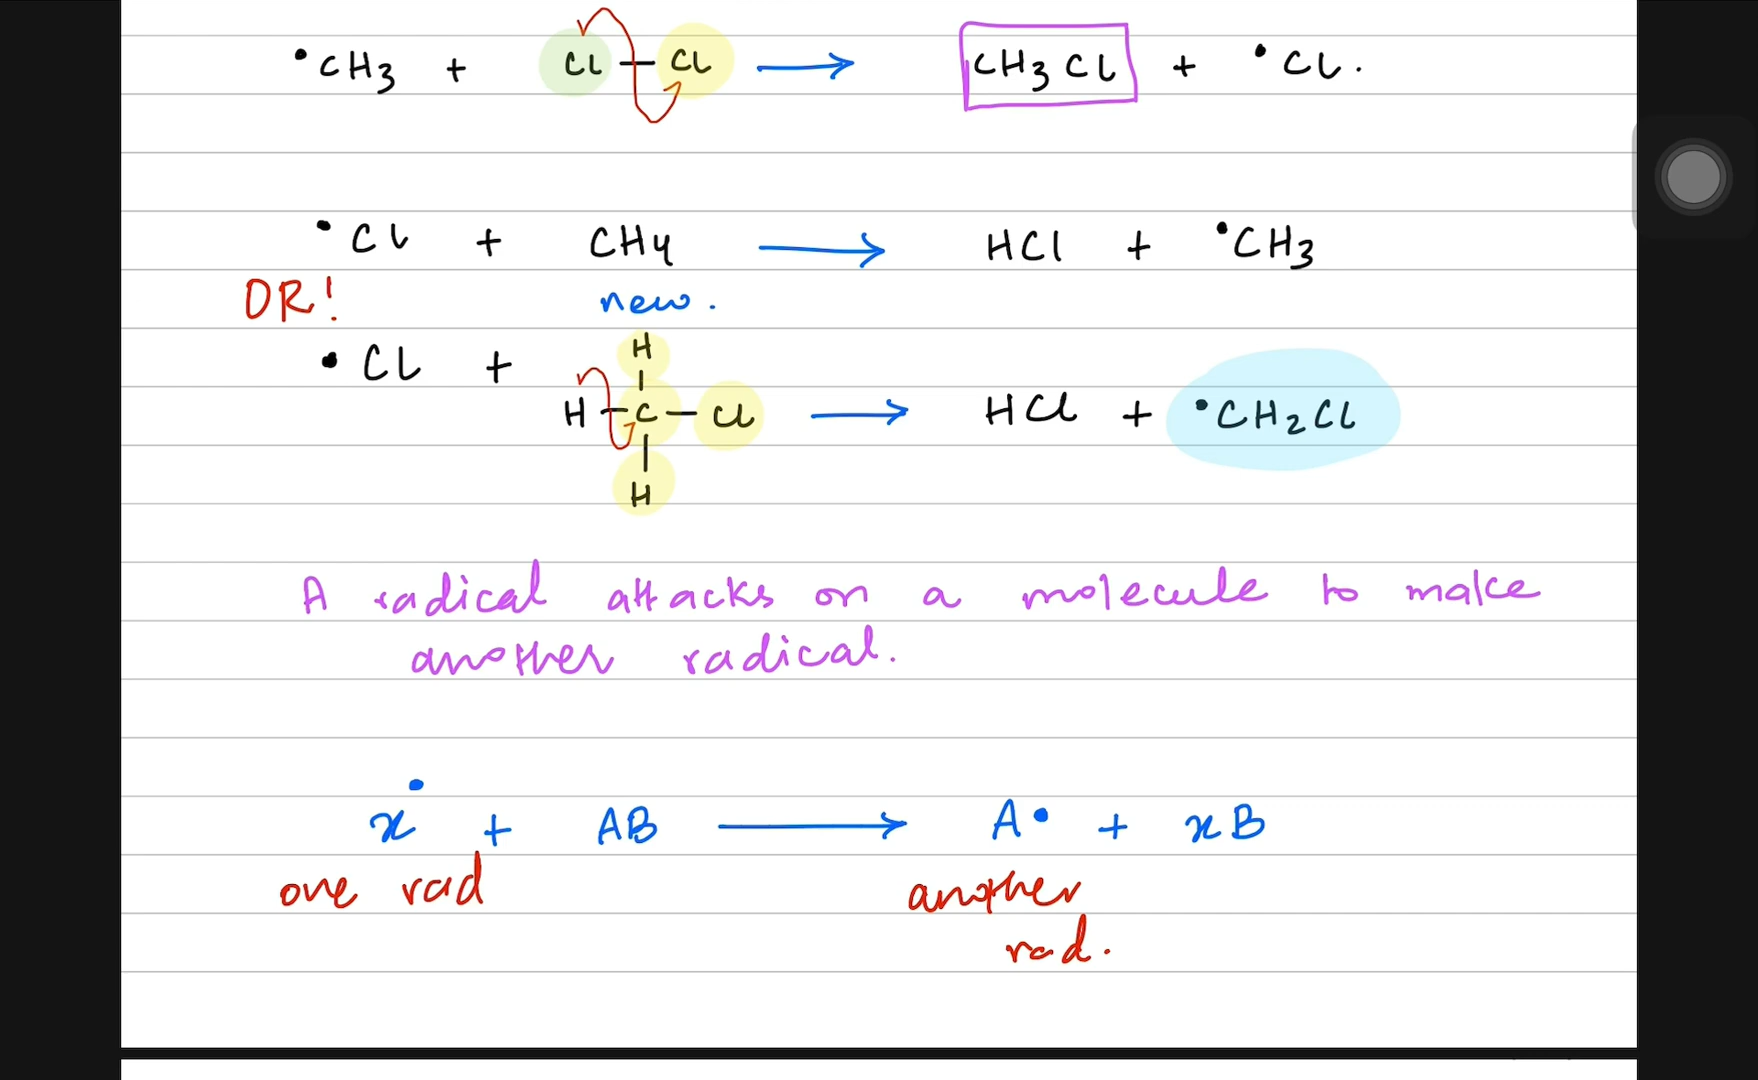 •CH3 + Cl — Cl → CH3Cl + •Cl.
•Cl + CH4 → HCl + •CH3
OR! new.
H
•Cl + H — C — Cl → HCl + •CH2Cl
H
A radical attacks on a molecule to make
another radical.
x• + AB → A• + xB
one rad another
rad.